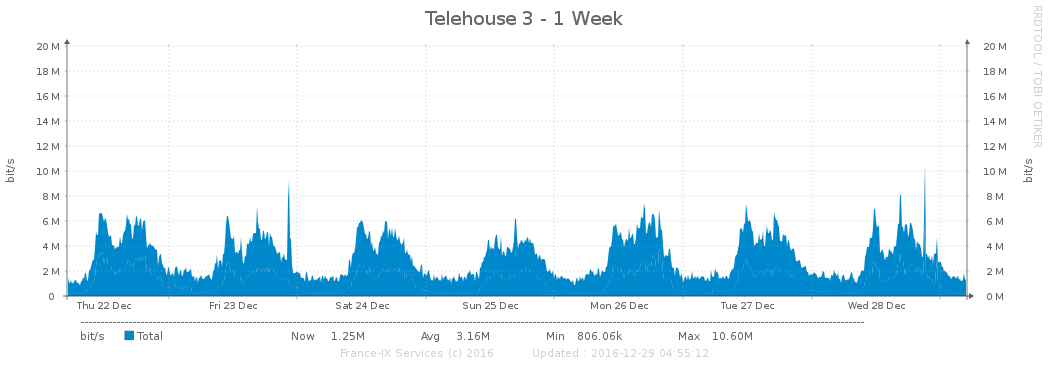 Telehouse 3 - 1 Week
RRDTOOL / TOBI OETIKER
bit/s
bit/s
20 M 20 M
18 M 18 M
16 M 16 M
14 M 14 M
12 M 12 M
10 M 10 M
8 M 8 M
6 M 6 M
4 M 4 M
2 M 2 M
0 0 M
Thu 22 Dec Fri 23 Dec Sat 24 Dec Sun 25 Dec Mon 26 Dec Tue 27 Dec Wed 28 Dec
bit/s Total Now 1.25M Avg 3.16M Min 806.06k Max 10.60M
France-IX Services (c) 2016 Updated : 2016-12-29 04:55:12